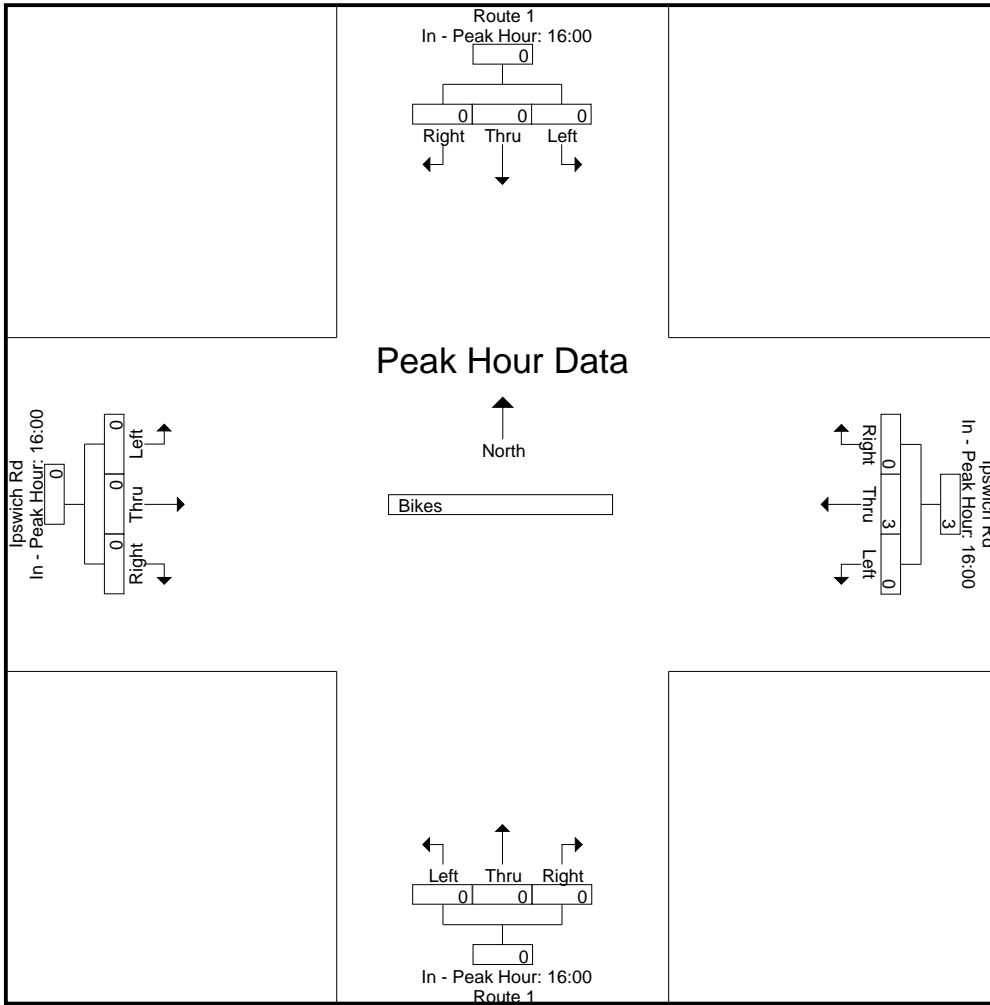 Route 1
In - Peak Hour: 16:00
0
0 0 0
Right Thru Left
Peak Hour Data
North
Bikes
Ipswich Rd
In - Peak Hour: 16:00
0
0 0 0
Left Thru Right
Ipswich Rd
In - Peak Hour: 16:00
3
0 3 0
Right Thru Left
Left Thru Right
0 0 0
0
In - Peak Hour: 16:00
Route 1